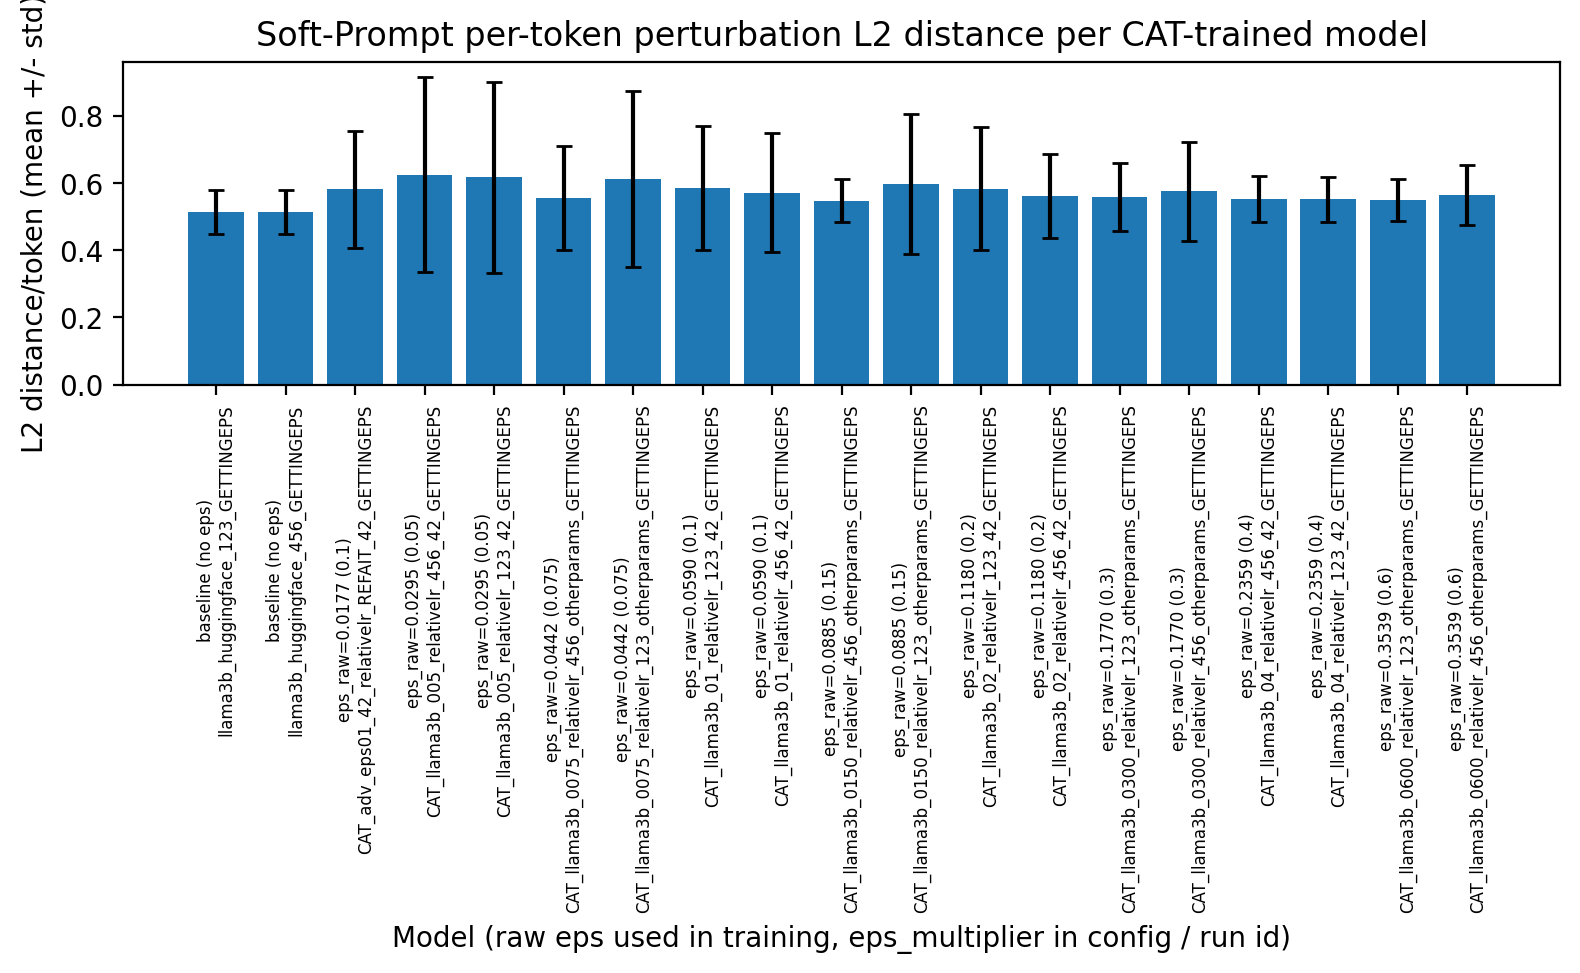 Soft-Prompt per-token perturbation L2 distance per CAT-trained model
L2 distance/token (mean +/- std)
0.8
0.6
0.4
0.2
0.0
baseline (no eps)
llama3b_huggingface_123_GETTINGEPS
baseline (no eps)
llama3b_huggingface_456_GETTINGEPS
eps_raw=0.0177 (0.1)
CAT_adv_eps01_42_relativelr_REFAIT_42_GETTINGEPS
eps_raw=0.0295 (0.05)
CAT_llama3b_005_relativelr_456_42_GETTINGEPS
eps_raw=0.0295 (0.05)
CAT_llama3b_005_relativelr_123_42_GETTINGEPS
eps_raw=0.0442 (0.075)
CAT_llama3b_0075_relativelr_456_otherparams_GETTINGEPS
eps_raw=0.0442 (0.075)
CAT_llama3b_0075_relativelr_123_otherparams_GETTINGEPS
eps_raw=0.0590 (0.1)
CAT_llama3b_01_relativelr_123_42_GETTINGEPS
eps_raw=0.0590 (0.1)
CAT_llama3b_01_relativelr_456_42_GETTINGEPS
eps_raw=0.0885 (0.15)
CAT_llama3b_0150_relativelr_456_otherparams_GETTINGEPS
eps_raw=0.0885 (0.15)
CAT_llama3b_0150_relativelr_123_otherparams_GETTINGEPS
eps_raw=0.1180 (0.2)
CAT_llama3b_02_relativelr_123_42_GETTINGEPS
eps_raw=0.1180 (0.2)
CAT_llama3b_02_relativelr_456_42_GETTINGEPS
eps_raw=0.1770 (0.3)
CAT_llama3b_0300_relativelr_123_otherparams_GETTINGEPS
eps_raw=0.1770 (0.3)
CAT_llama3b_0300_relativelr_456_otherparams_GETTINGEPS
eps_raw=0.2359 (0.4)
CAT_llama3b_04_relativelr_456_42_GETTINGEPS
eps_raw=0.2359 (0.4)
CAT_llama3b_04_relativelr_123_42_GETTINGEPS
eps_raw=0.3539 (0.6)
CAT_llama3b_0600_relativelr_123_otherparams_GETTINGEPS
eps_raw=0.3539 (0.6)
CAT_llama3b_0600_relativelr_456_otherparams_GETTINGEPS
Model (raw eps used in training, eps_multiplier in config / run id)